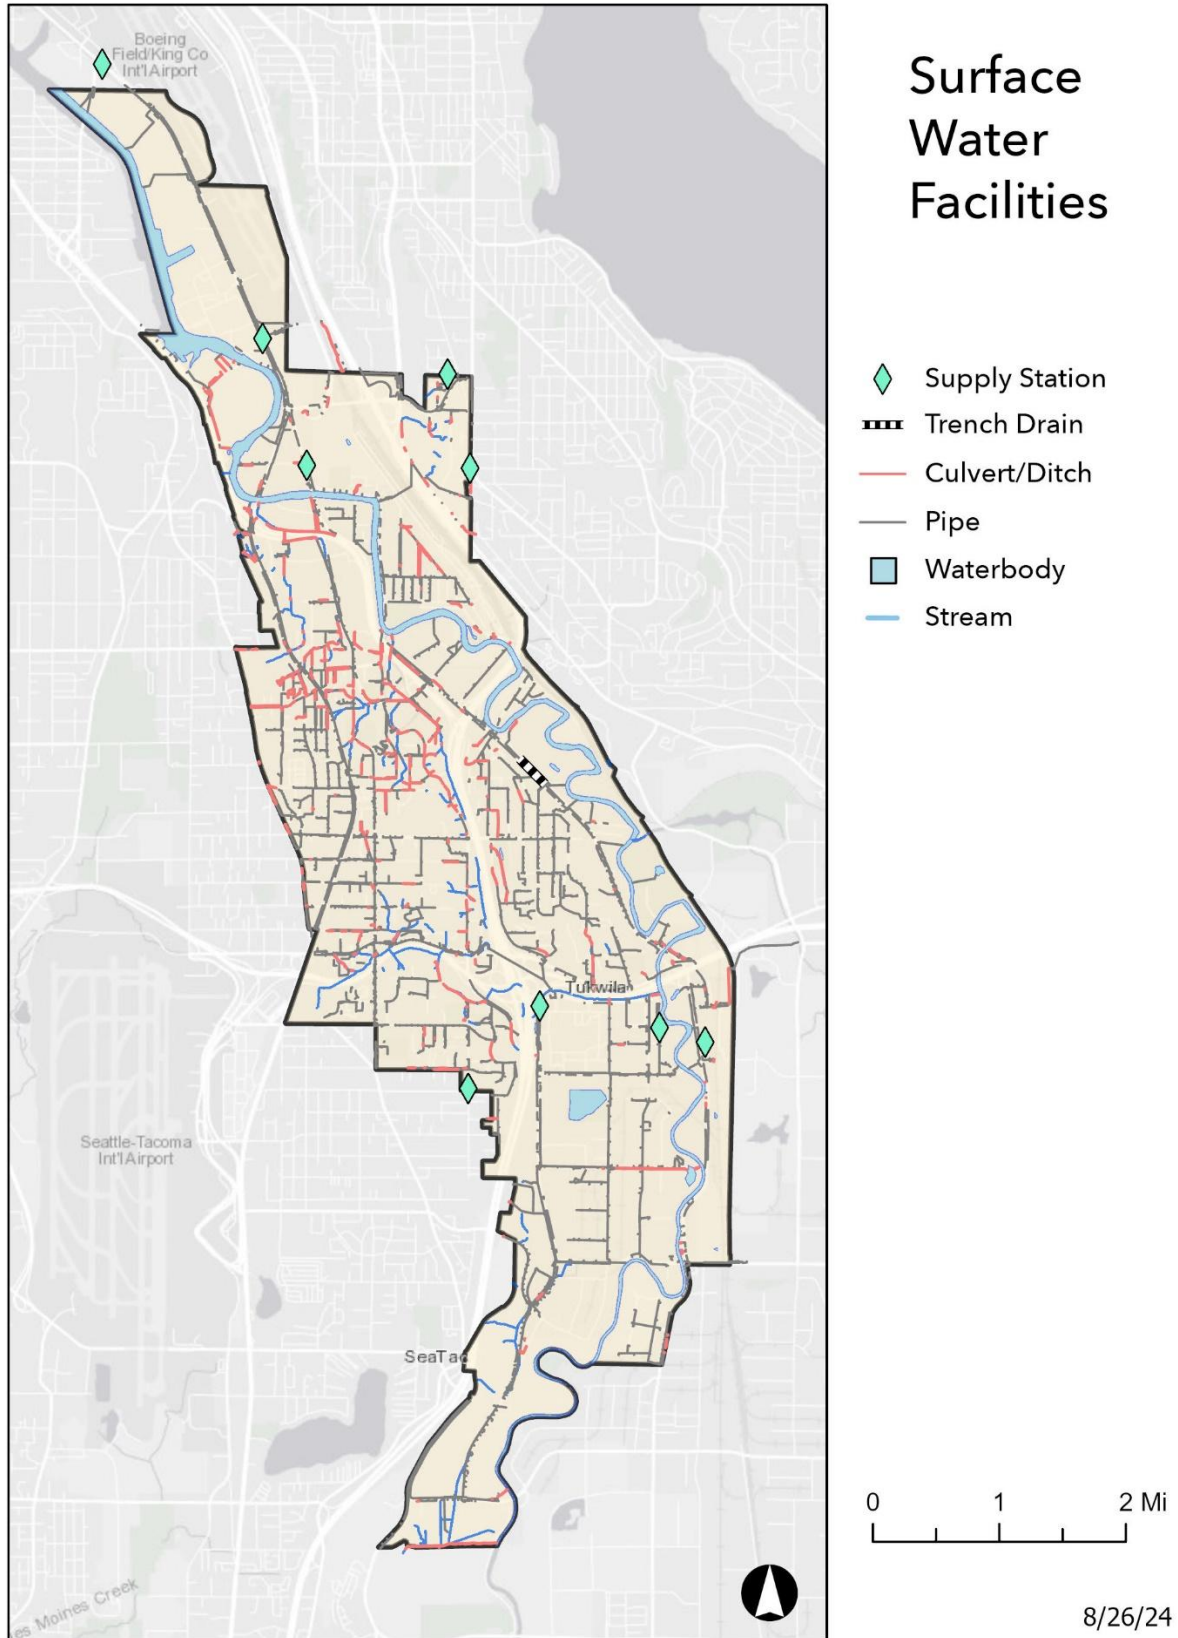 Boeing
Field/King Co
Int'l Airport
Surface
Water
Facilities
Supply Station
Trench Drain
Culvert/Ditch
Pipe
Waterbody
Stream
Tukwila
Seattle-Tacoma
Int'l Airport
SeaTac
0 1 2 Mi
es Moines Creek
8/26/24